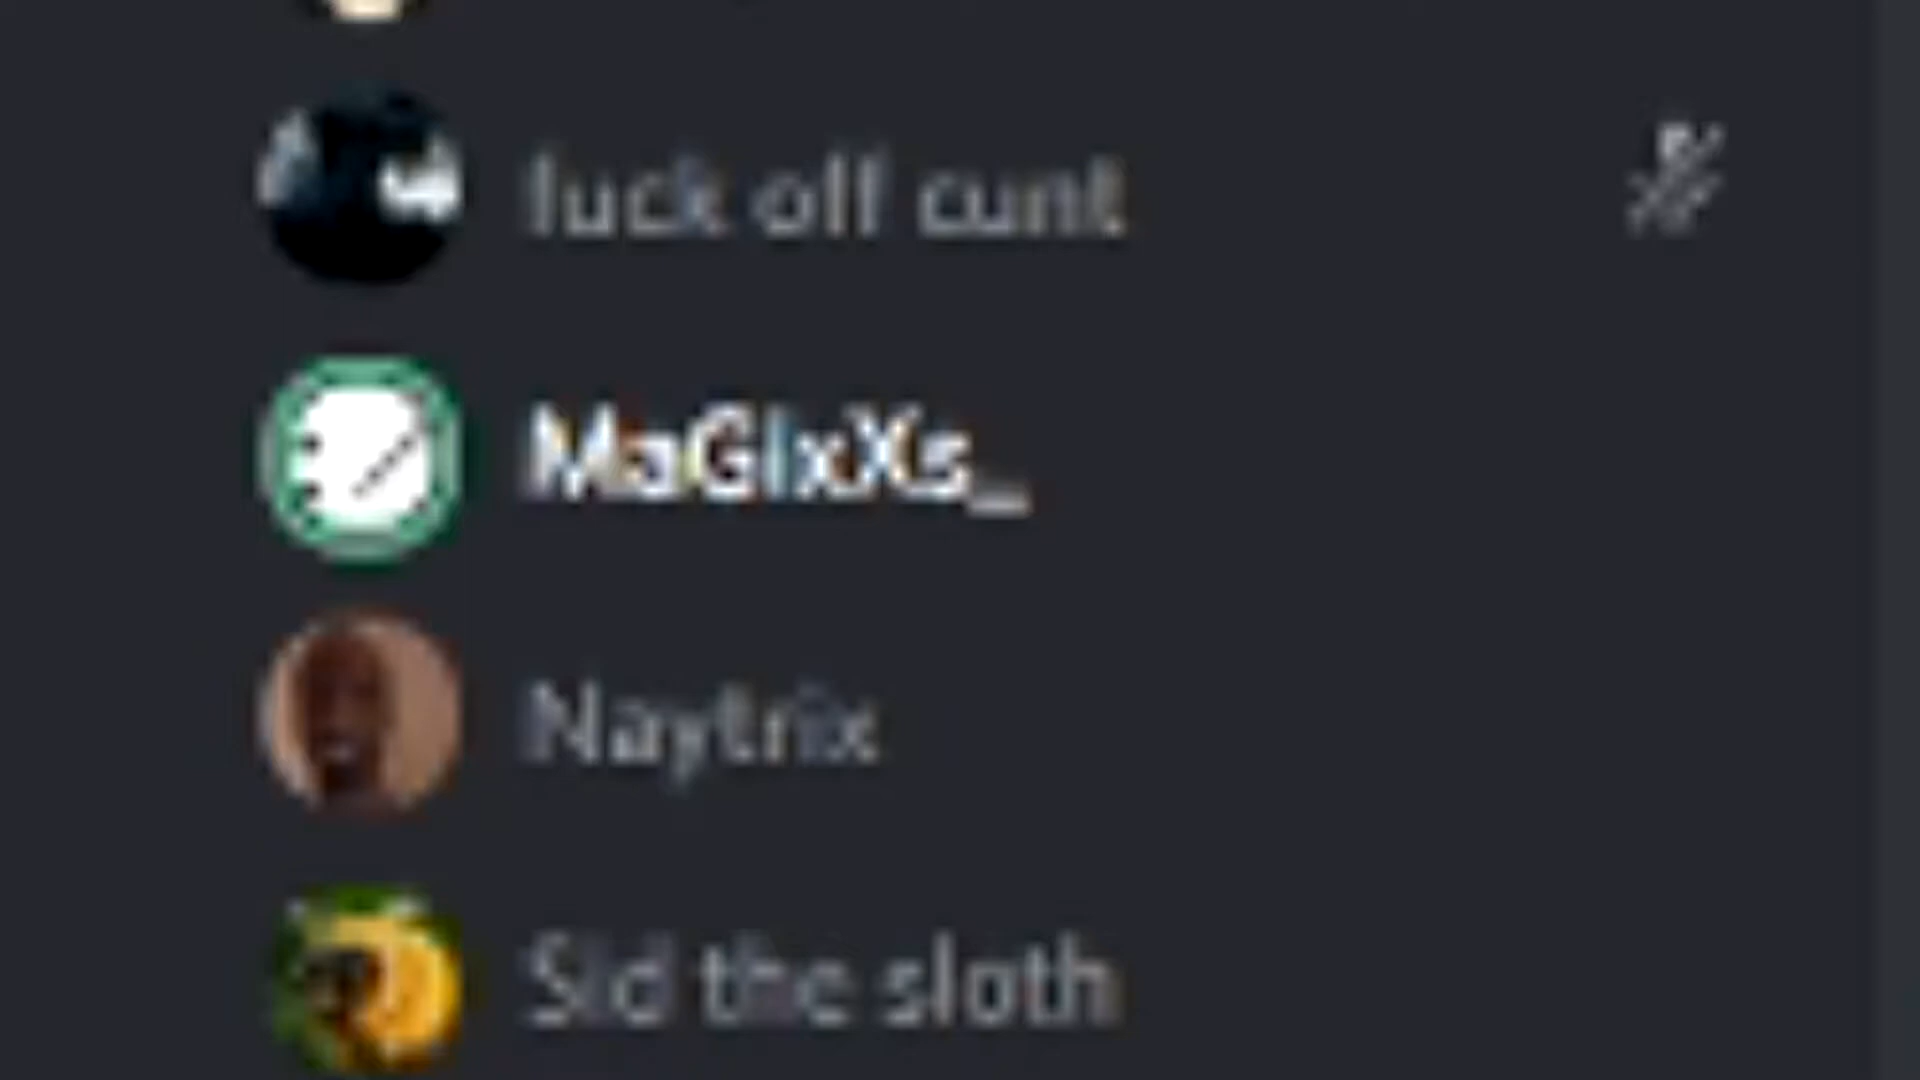 fuck off cunt
MaGixXs_
Naytrix
Sid the sloth